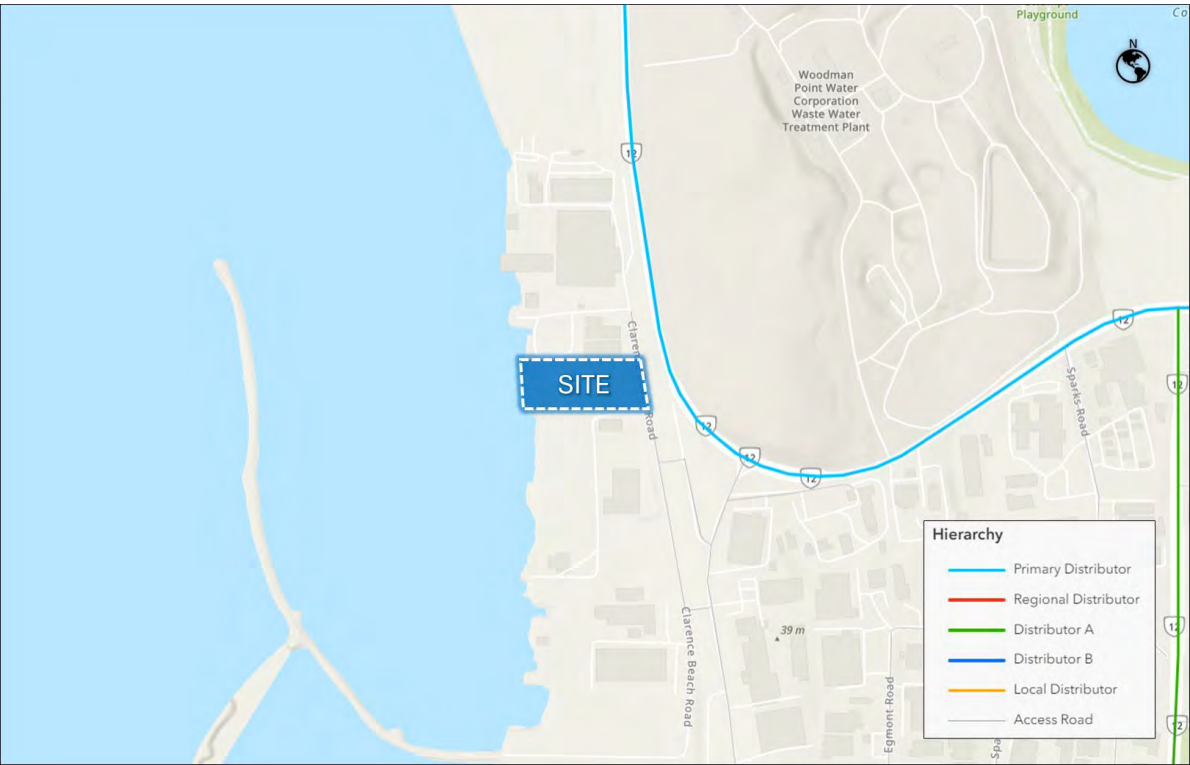 Playground
Co
N
Woodman
Point Water
Corporation
Waste Water
Treatment Plant
12
12
Sparks Road
12
SITE
Road
12
12
12
Hierarchy
Primary Distributor
Regional Distributor
Distributor A
Distributor B
Local Distributor
Access Road
39 m
12
Clarence Beach Road
Egmont Road
Spa
12